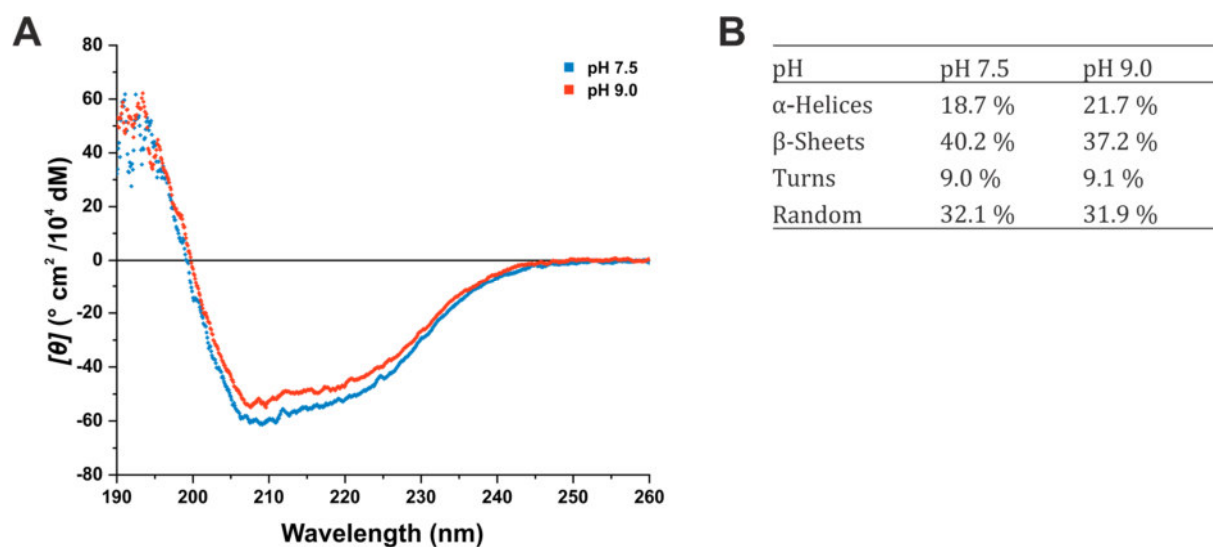 A
80
60
40
20
0
-20
-40
-60
-80
[θ] (° cm² /10⁴ dM)
190 200 210 220 230 240 250 260
Wavelength (nm)
pH 7.5
pH 9.0
B
pH pH 7.5 pH 9.0
α-Helices 18.7 % 21.7 %
β-Sheets 40.2 % 37.2 %
Turns 9.0 % 9.1 %
Random 32.1 % 31.9 %